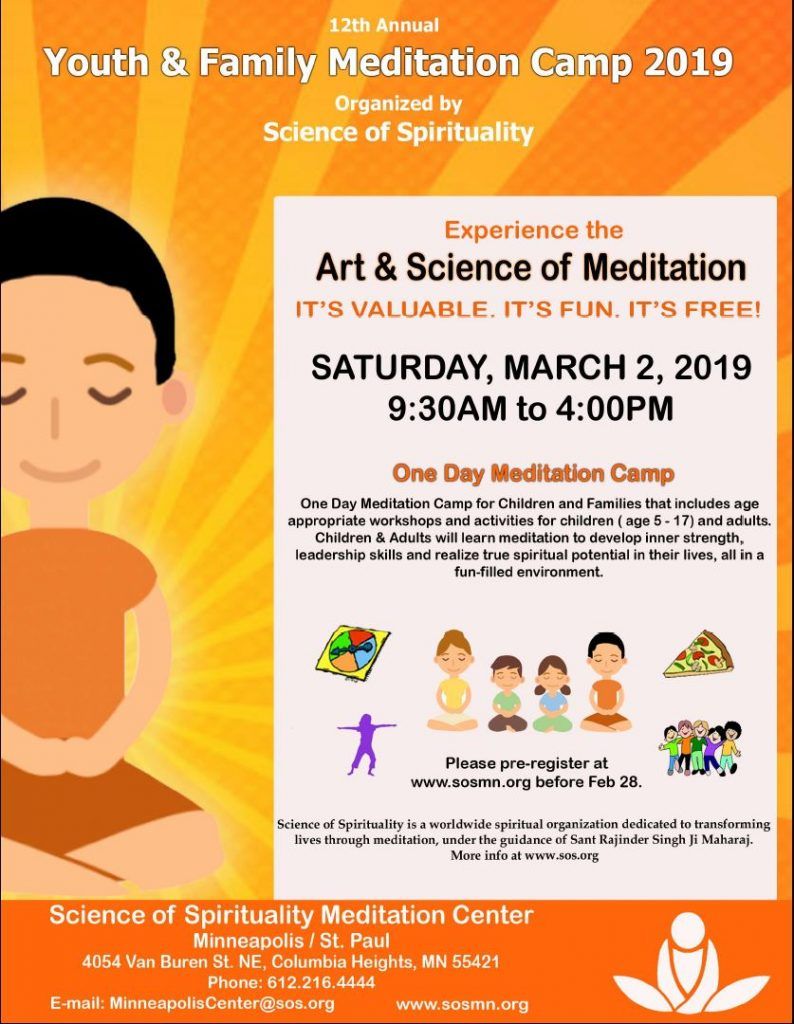 12th Annual
Youth & Family Meditation Camp 2019
Organized by
Science of Spirituality
Experience the
Art & Science of Meditation
IT'S VALUABLE. IT'S FUN. IT'S FREE!
SATURDAY, MARCH 2, 2019
9:30AM to 4:00PM
One Day Meditation Camp
One Day Meditation Camp for Children and Families that includes age
appropriate workshops and activities for children ( age 5 - 17) and adults.
Children & Adults will learn meditation to develop inner strength,
leadership skills and realize true spiritual potential in their lives, all in a
fun-filled environment.
Please pre-register at
www.sosmn.org before Feb 28.
Science of Spirituality is a worldwide spiritual organization dedicated to transforming
lives through meditation, under the guidance of Sant Rajinder Singh Ji Maharaj.
More info at www.sos.org
Science of Spirituality Meditation Center
Minneapolis / St. Paul
4054 Van Buren St. NE, Columbia Heights, MN 55421
Phone: 612.216.4444
E-mail: MinneapolisCenter@sos.org www.sosmn.org